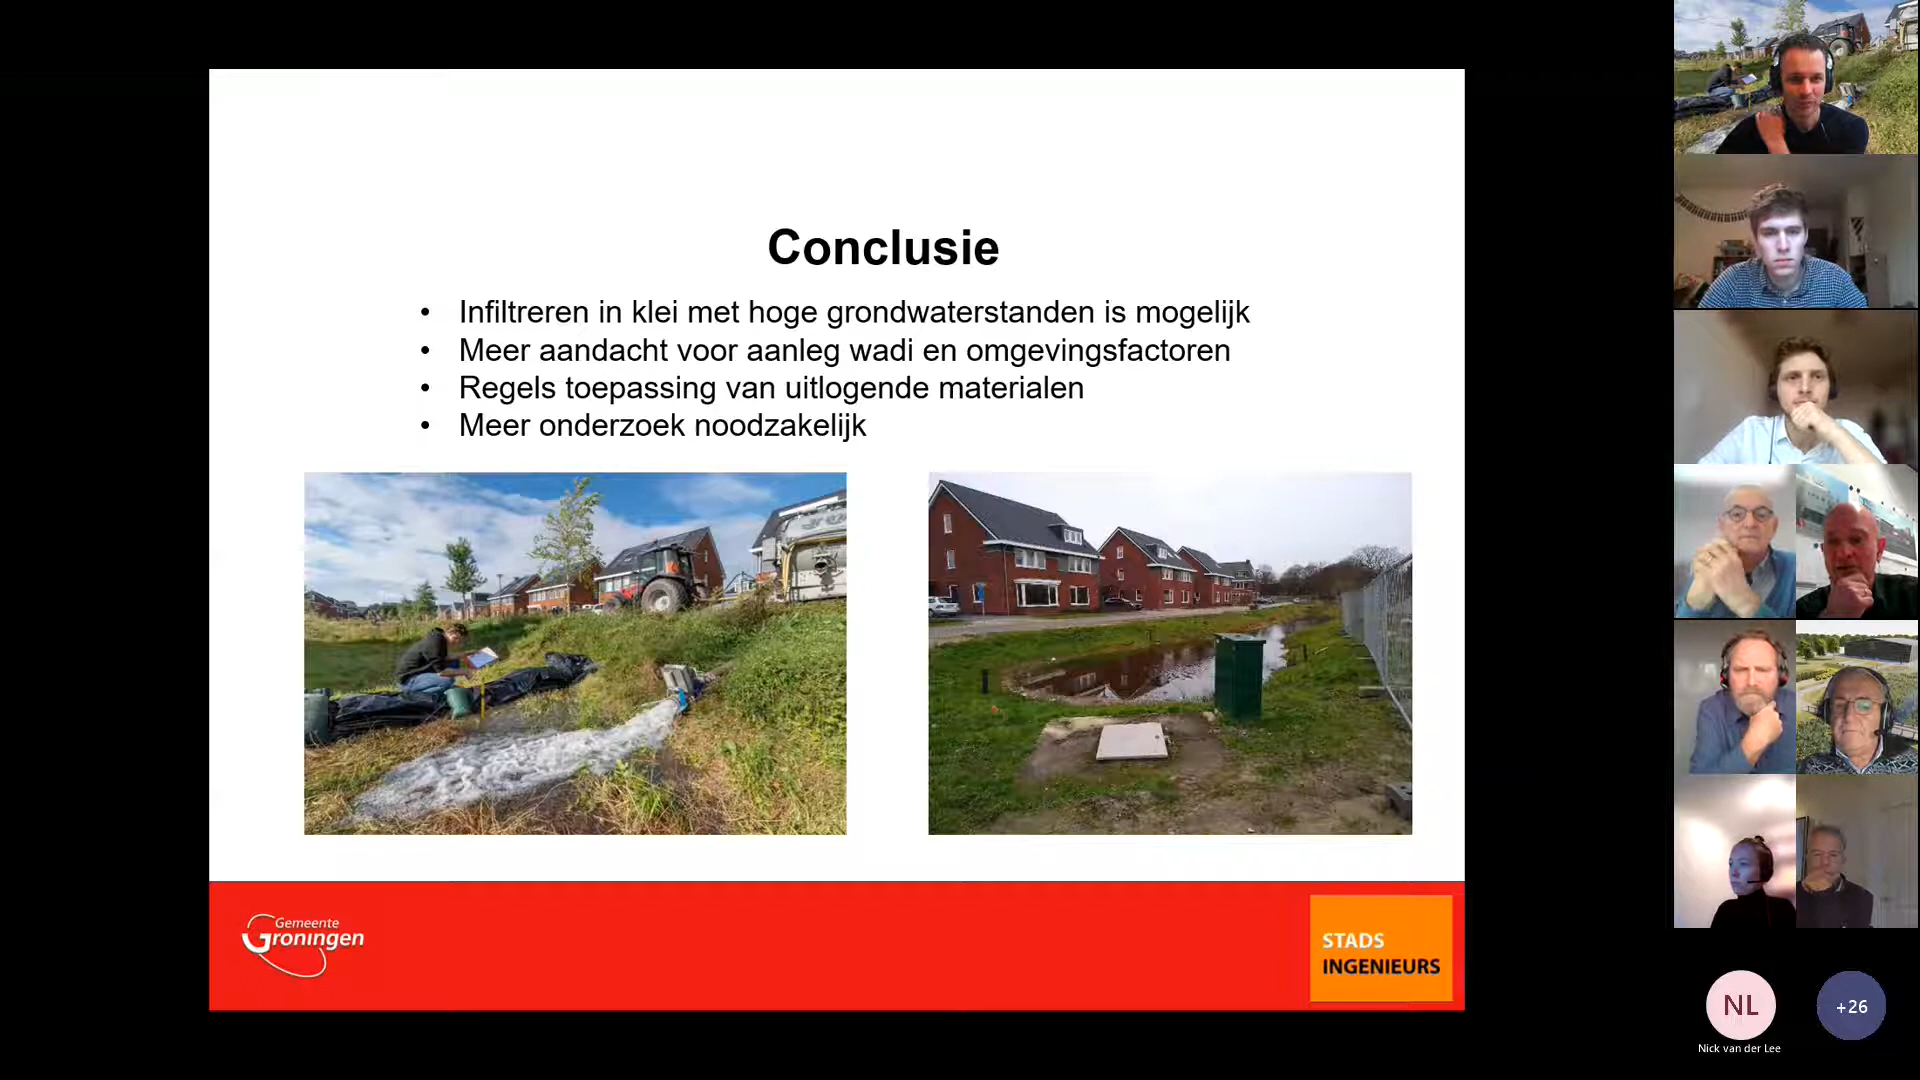 Conclusie
• Infiltreren in klei met hoge grondwaterstanden is mogelijk
• Meer aandacht voor aanleg wadi en omgevingsfactoren
• Regels toepassing van uitlogende materialen
• Meer onderzoek noodzakelijk
Gemeente
Groningen
STADS
INGENIEURS
NL
+26
Nick van der Lee